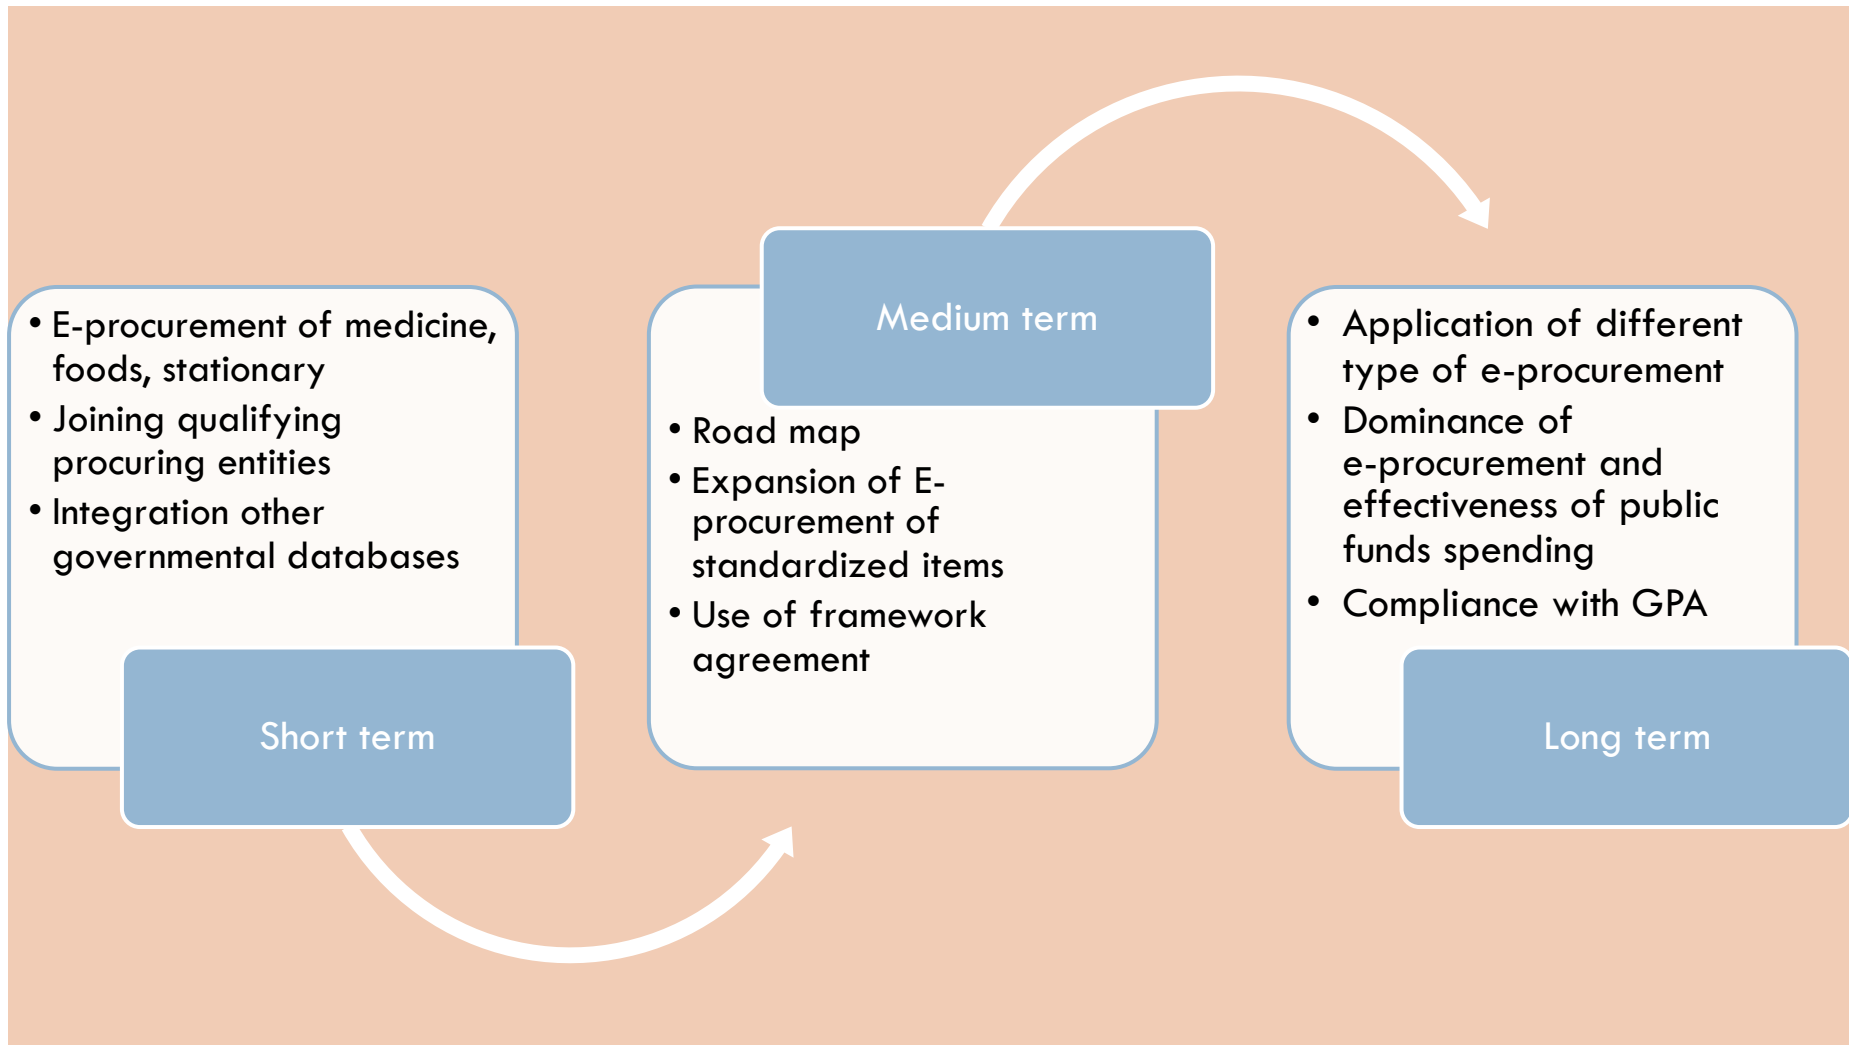 • E-procurement of medicine,
foods, stationary
• Joining qualifying
procuring entities
• Integration other
governmental databases
Short term
Medium term
• Road map
• Expansion of E-
procurement of
standardized items
• Use of framework
agreement
• Application of different
type of e-procurement
• Dominance of
e-procurement and
effectiveness of public
funds spending
• Compliance with GPA
Long term